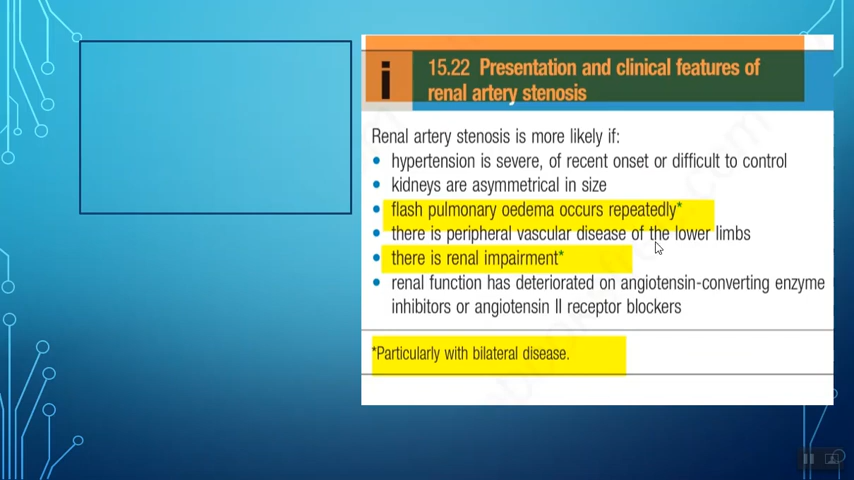 i
15.22 Presentation and clinical features of
renal artery stenosis
Renal artery stenosis is more likely if:
• hypertension is severe, of recent onset or difficult to control
• kidneys are asymmetrical in size
• flash pulmonary oedema occurs repeatedly*
• there is peripheral vascular disease of the lower limbs
• there is renal impairment*
• renal function has deteriorated on angiotensin-converting enzyme
inhibitors or angiotensin II receptor blockers
*Particularly with bilateral disease.